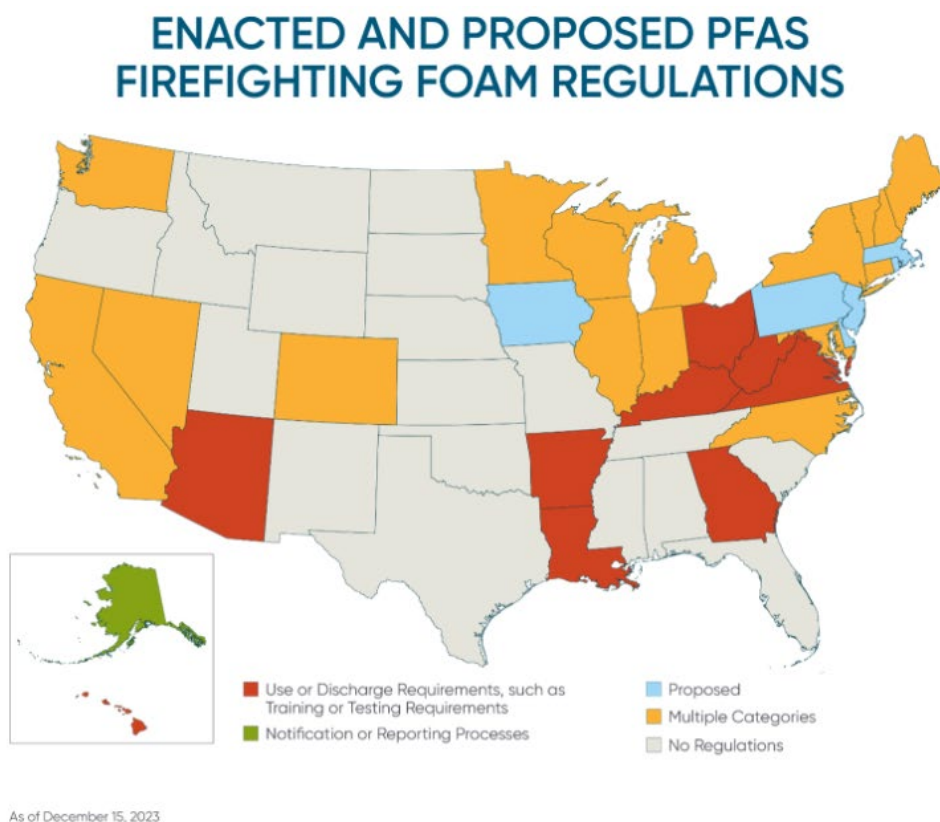 ENACTED AND PROPOSED PFAS
FIREFIGHTING FOAM REGULATIONS
Use or Discharge Requirements, such as
Training or Testing Requirements
Notification or Reporting Processes
Proposed
Multiple Categories
No Regulations
As of December 15, 2023